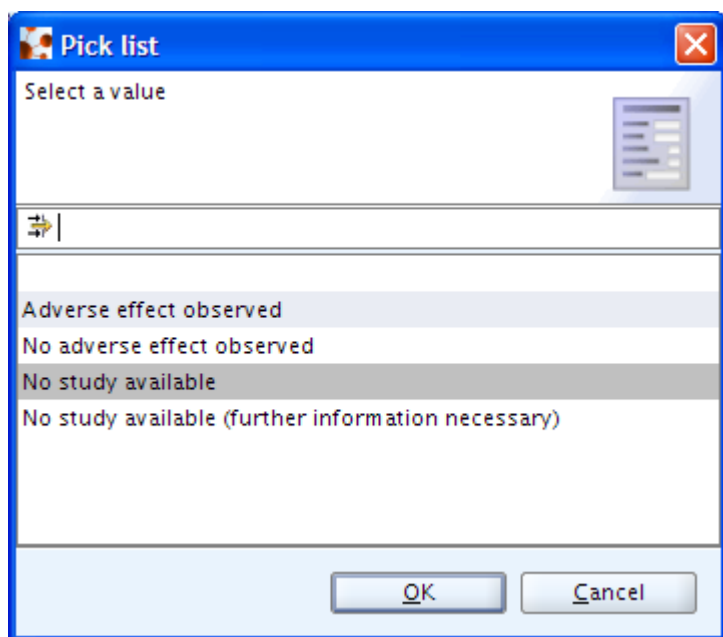 Pick list
Select a value
Adverse effect observed
No adverse effect observed
No study available
No study available (further information necessary)
OK
Cancel